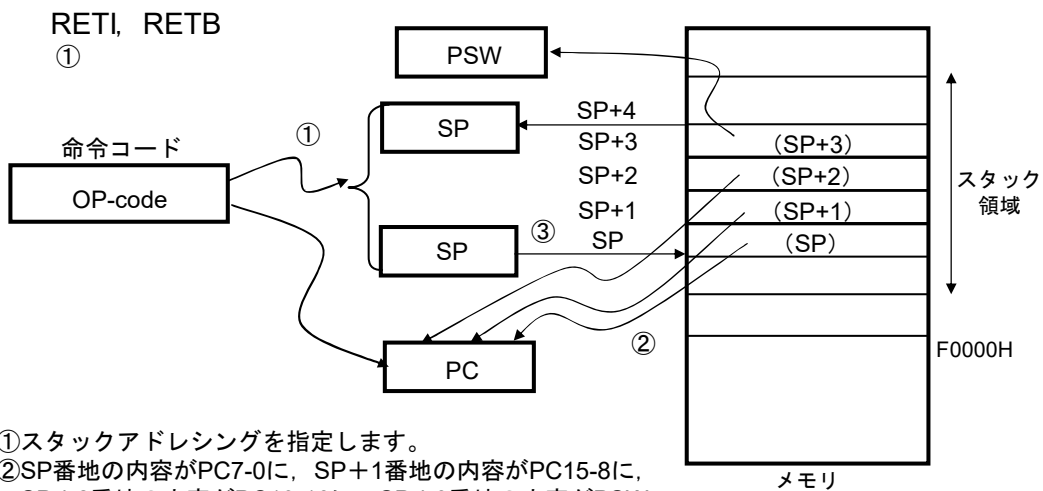 RETI, RETB
①
PSW
SP+4
SP
①
SP+3
(SP+3)
命令コード
SP+2
(SP+2)
スタック
領域
OP-code
SP+1
(SP+1)
③
SP
SP
(SP)
②
F0000H
PC
①スタックアドレシングを指定します。
②SP番地の内容がPC7-0に，SP＋1番地の内容がPC15-8に，
メモリ